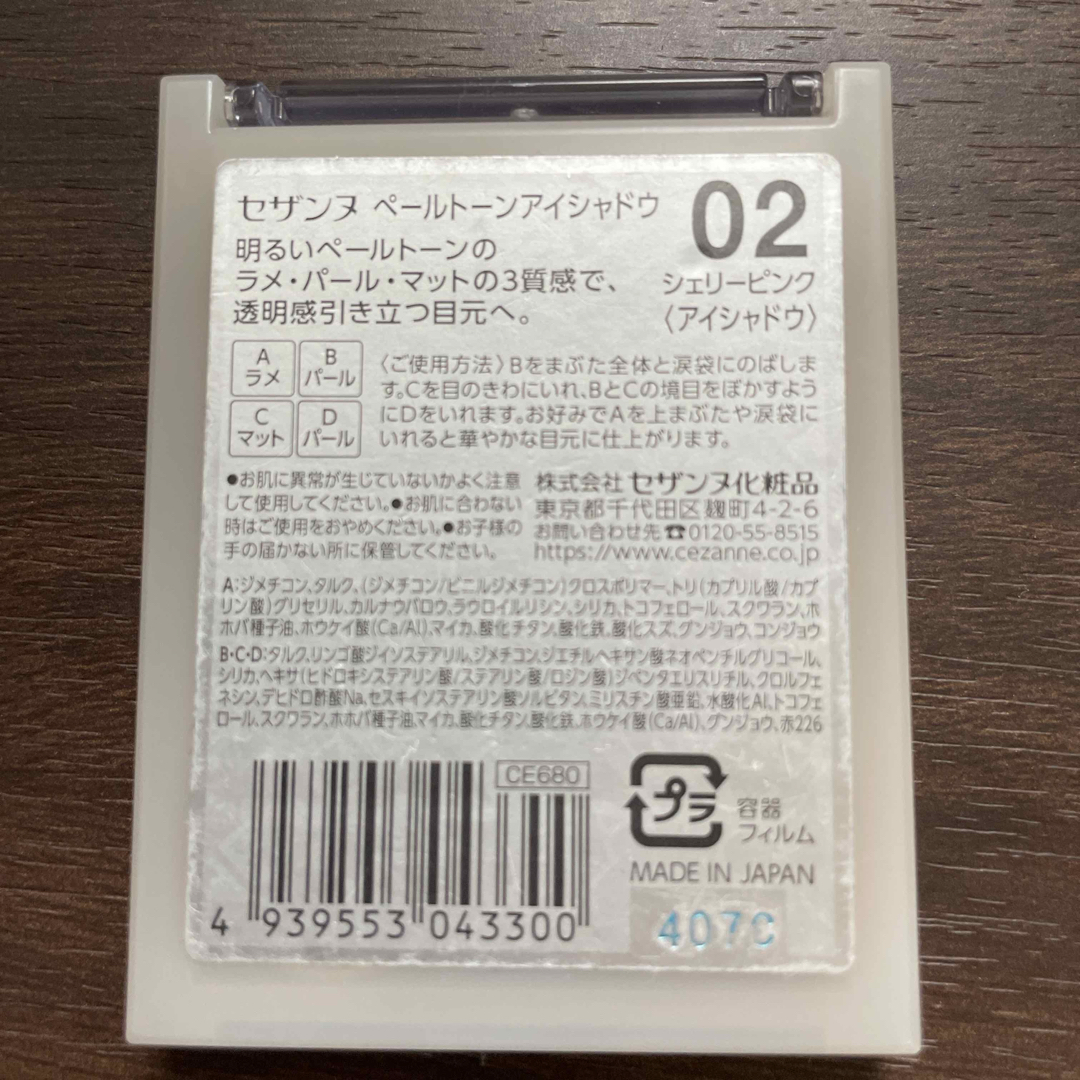 セザンヌ ペールトーンアイシャドウ
02
明るいペールトーンの
ラメ・パール・マットの3質感で、
透明感引き立つ目元へ。
シェリーピンク
〈アイシャドウ〉
A
ラメ
B
パール
C
マット
D
パール
〈ご使用方法〉Bをまぶた全体と涙袋にのばしま
す。Cを目のきわにいれ、BとCの境目をぼかすよう
にDをいれます。お好みでAを上まぶたや涙袋に
いれると華やかな目元に仕上がります。
●お肌に異常が生じていないかよく注意
して使用してください。●お肌に合わない
時はご使用をおやめください。●お子様の
手の届かない所に保管してください。
株式会社 セザンヌ化粧品
東京都千代田区麹町4-2-6
お問い合わせ先☎0120-55-8515
https://www.cezanne.co.jp
A:ジメチコン、タルク、(ジメチコン/ビニルジメチコン)クロスポリマー、トリ(カプリル酸/カプ
リン酸)グリセリル、カルナウバロウ、ラウロイルリシン、シリカ、トコフェロール、スクワラン、ホ
ホバ種子油、ホウケイ酸(Ca/Al)、マイカ、酸化チタン、酸化鉄、酸化スズ、グンジョウ、コンジョウ
B・C・D:タルク、リンゴ酸ジイソステアリル、ジメチコン、ジエチルヘキサン酸ネオペンチルグリコール、
シリカ、ヘキサ(ヒドロキシステアリン酸/ステアリン酸/ロジン酸)ジペンタエリスリチル、クロルフェ
ネシン、デヒドロ酢酸Na、セスキイソステアリン酸ソルビタン、ミリスチン酸亜鉛、水酸化Al、トコフェ
ロール、スクワラン、ホホバ種子油、マイカ、酸化チタン、酸化鉄、ホウケイ酸(Ca/Al)、グンジョウ、赤226
CE680
4 939553 043300
プラ
容器
フィルム
MADE IN JAPAN